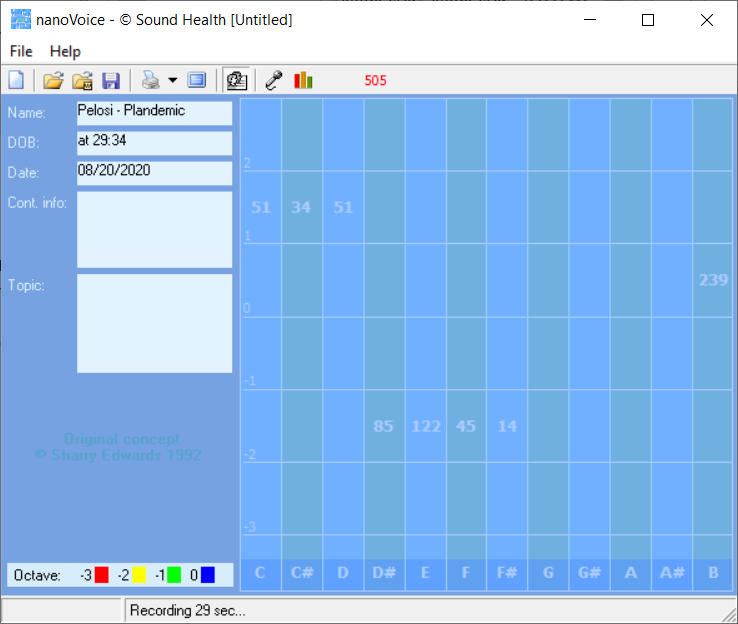 nanoVoice - © Sound Health [Untitled]
File Help
505
Name: Pelosi - Plandemic
DOB: at 29:34
Date: 08/20/2020
Cont. info:
Topic:
Original concept
© Sharry Edwards 1992
Octave: -3 -2 -1 0
2
51 34 51
1
239
0
-1
85 122 45 14
-2
-3
C C# D D# E F F# G G# A A# B
Recording 29 sec...